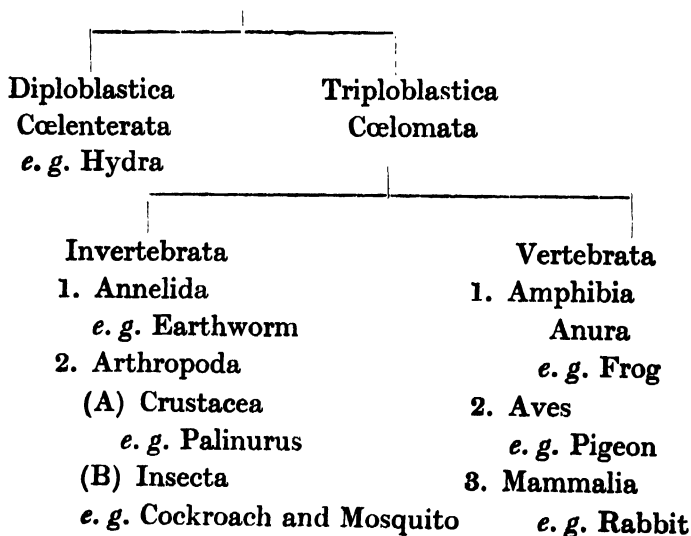 Diploblastica
Cœlenterata
e. g. Hydra
Triploblastica
Cœlomata
Invertebrata
1. Annelida
e. g. Earthworm
2. Arthropoda
(A) Crustacea
e. g. Palinurus
(B) Insecta
e. g. Cockroach and Mosquito
Vertebrata
1. Amphibia
Anura
e. g. Frog
2. Aves
e. g. Pigeon
3. Mammalia
e. g. Rabbit